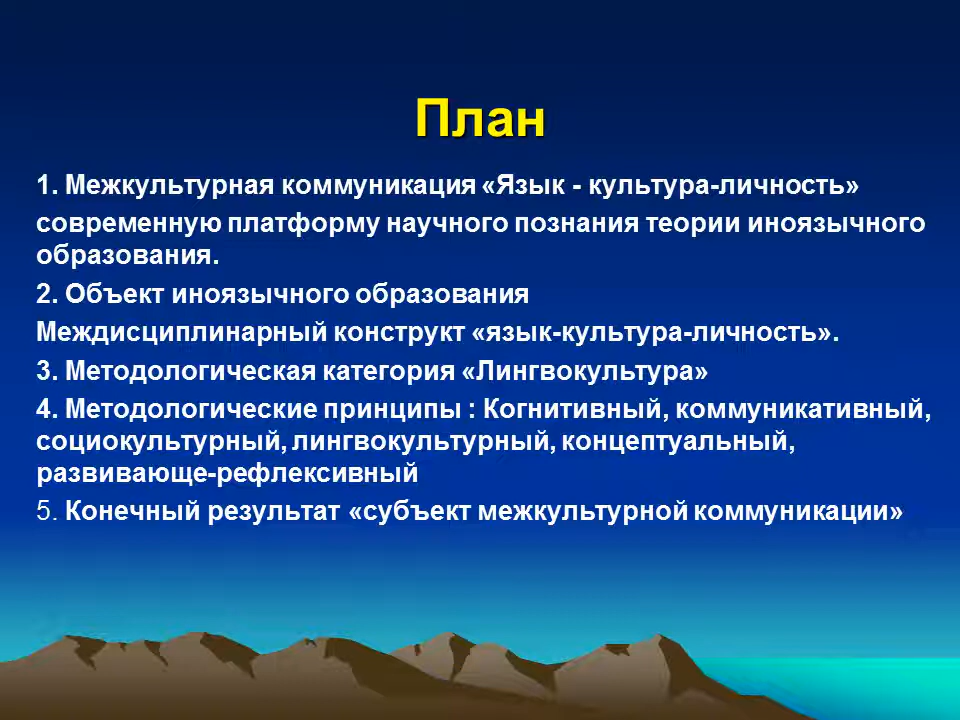 План
1. Межкультурная коммуникация «Язык - культура-личность»
современную платформу научного познания теории иноязычного
образования.
2. Объект иноязычного образования
Междисциплинарный конструкт «язык-культура-личность».
3. Методологическая категория «Лингвокультура»
4. Методологические принципы : Когнитивный, коммуникативный,
социокультурный, лингвокультурный, концептуальный,
развивающе-рефлексивный
5. Конечный результат «субъект межкультурной коммуникации»